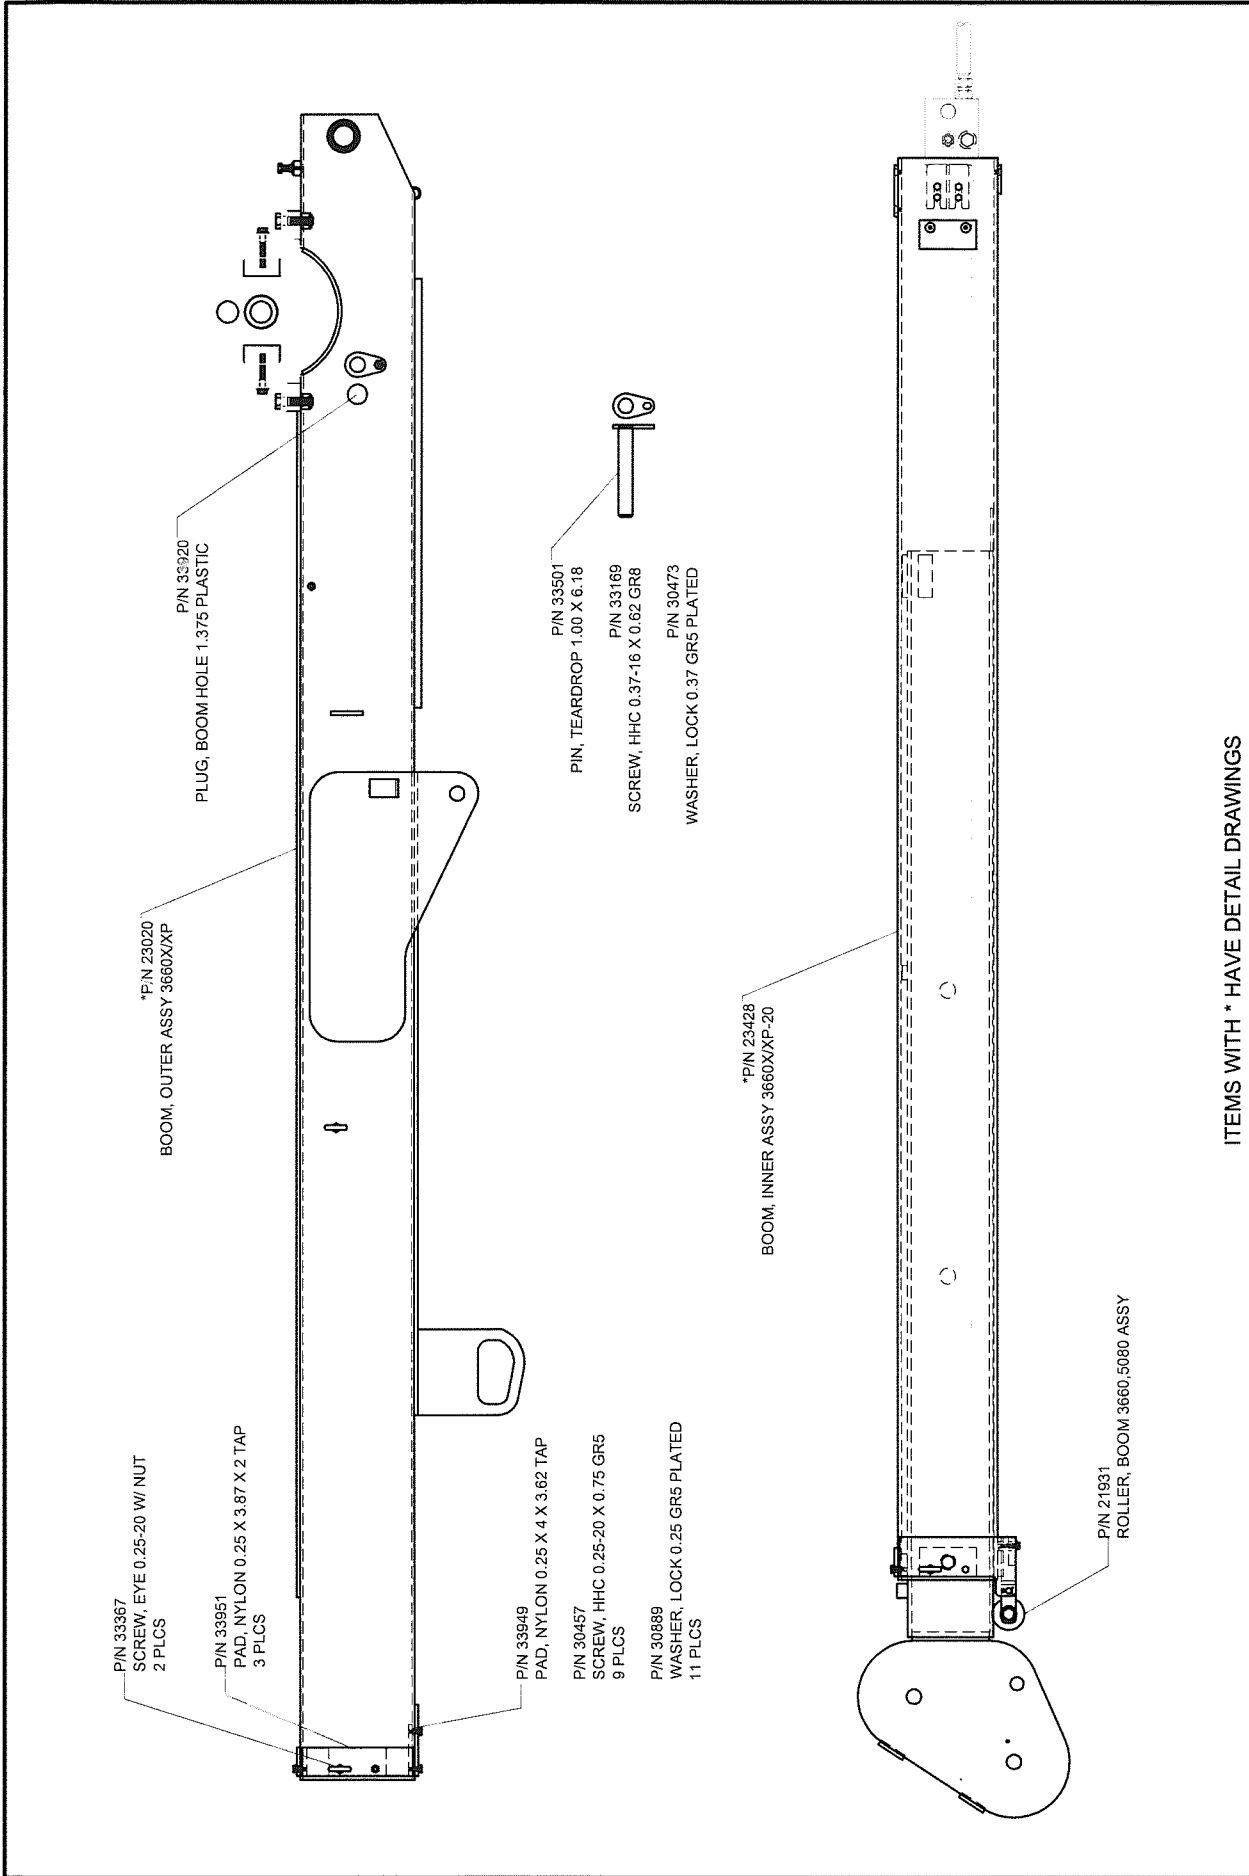 P/N 33367
SCREW, EYE 0.25-20 W/ NUT
2 PLCS
P/N 33951
PAD, NYLON 0.25 X 3.87 X 2 TAP
3 PLCS
*P/N 23020
BOOM, OUTER ASSY 3660X/XP
P/N 33920
PLUG, BOOM HOLE 1.375 PLASTIC
P/N 33949
PAD, NYLON 0.25 X 4 X 3.62 TAP
P/N 30457
SCREW, HHC 0.25-20 X 0.75 GR5
9 PLCS
P/N 30889
WASHER, LOCK 0.25 GR5 PLATED
11 PLCS
P/N 33501
PIN, TEARDROP 1.00 X 6.18
P/N 33169
SCREW, HHC 0.37-16 X 0.62 GR8
P/N 30473
WASHER, LOCK 0.37 GR5 PLATED
*P/N 23428
BOOM, INNER ASSY 3660X/XP-20
P/N 21931
ROLLER, BOOM 3660,5080 ASSY
ITEMS WITH * HAVE DETAIL DRAWINGS